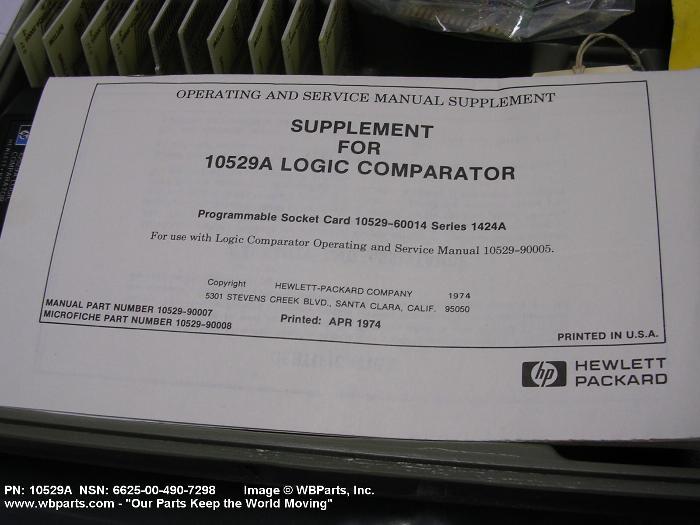 OPERATING AND SERVICE MANUAL SUPPLEMENT
SUPPLEMENT
FOR
10529A LOGIC COMPARATOR
Programmable Socket Card 10529-60014 Series 1424A
For use with Logic Comparator Operating and Service Manual 10529-90005.
Copyright HEWLETT-PACKARD COMPANY 1974
5301 STEVENS CREEK BLVD., SANTA CLARA, CALIF. 95050
MANUAL PART NUMBER 10529-90007
MICROFICHE PART NUMBER 10529-90008
Printed: APR 1974
PRINTED IN U.S.A.
hp HEWLETT
PACKARD
PN: 10529A NSN: 6625-00-490-7298 Image © WBParts, Inc.
www.wbparts.com - "Our Parts Keep the World Moving"